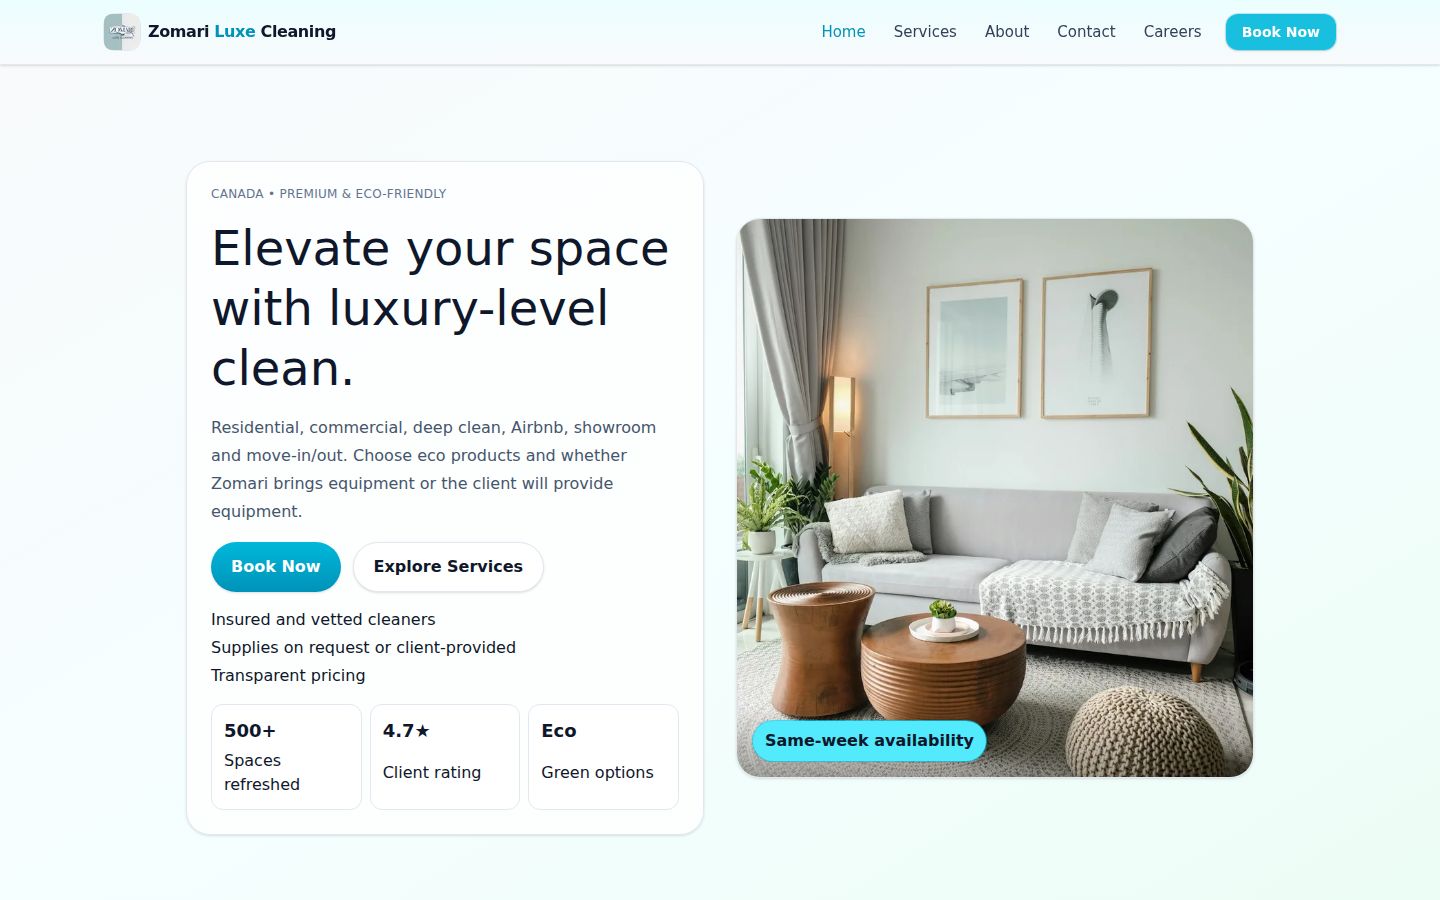 Zomari Luxe Cleaning
Home
Services
About
Contact
Careers
Book Now
CANADA • PREMIUM & ECO-FRIENDLY
Elevate your space
with luxury-level
clean.
Residential, commercial, deep clean, Airbnb, showroom
and move-in/out. Choose eco products and whether
Zomari brings equipment or the client will provide
equipment.
Book Now
Explore Services
Insured and vetted cleaners
Supplies on request or client-provided
Transparent pricing
500+
Spaces
refreshed
4.7★
Client rating
Eco
Green options
Same-week availability